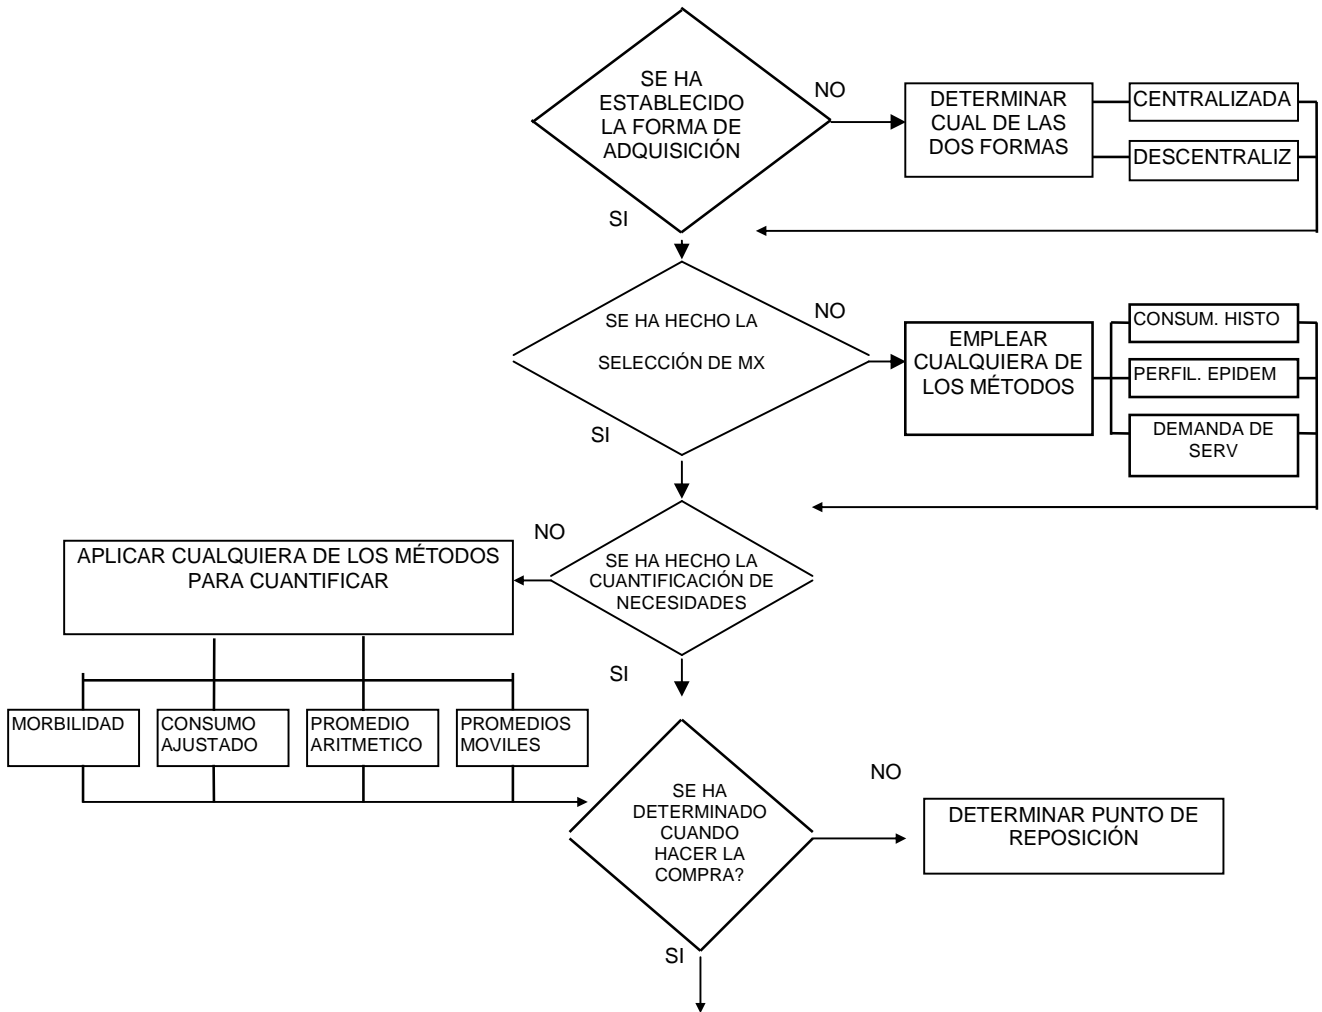 SE HA
ESTABLECIDO
LA FORMA DE
ADQUISICIÓN
NO
DETERMINAR
CUAL DE LAS
DOS FORMAS
CENTRALIZADA
DESCENTRALIZ
SI
SE HA HECHO LA
SELECCIÓN DE MX
NO
EMPLEAR
CUALQUIERA DE
LOS MÉTODOS
CONSUM. HISTO
PERFIL. EPIDEM
DEMANDA DE
SERV
SI
SE HA HECHO LA
CUANTIFICACIÓN DE
NECESIDADES
NO
APLICAR CUALQUIERA DE LOS MÉTODOS
PARA CUANTIFICAR
MORBILIDAD
CONSUMO
AJUSTADO
PROMEDIO
ARITMETICO
PROMEDIOS
MOVILES
SI
SE HA
DETERMINADO
CUANDO
HACER LA
COMPRA?
NO
DETERMINAR PUNTO DE
REPOSICIÓN
SI